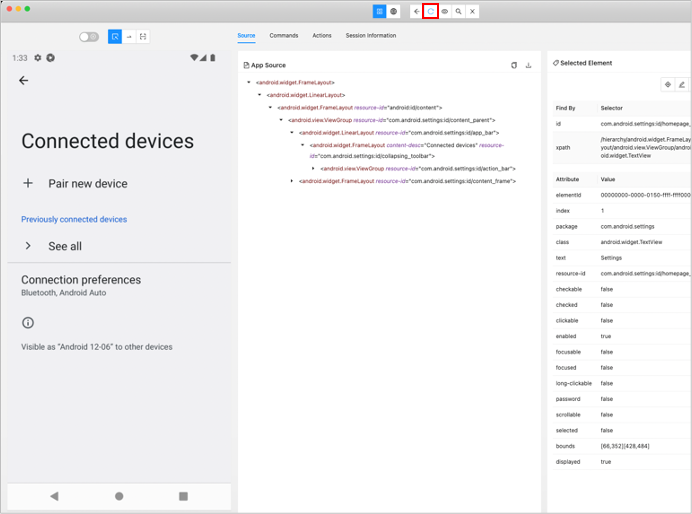 Source
Commands
Actions
Session Information
1:33
Connected devices
Pair new device
Previously connected devices
See all
Connection preferences
Bluetooth, Android Auto
Visible as "Android 12-06" to other devices
App Source
<android.widget.FrameLayout>
<android.widget.LinearLayout>
<android.widget.FrameLayout resource-id="android:id/content">
<android.view.ViewGroup resource-id="com.android.settings:id/content_parent">
<android.widget.LinearLayout resource-id="com.android.settings:id/app_bar">
<android.widget.FrameLayout content-desc="Connected devices" resource-
id="com.android.settings:id/collapsing_toolbar">
<android.view.ViewGroup resource-id="com.android.settings:id/action_bar">
<android.widget.FrameLayout resource-id="com.android.settings:id/content_frame">
Selected Element
Find By Selector
id com.android.settings:id/homepage_
xpath /hierarchy/android.widget.FrameLa
yout/android.view.ViewGroup/andro
oid.widget.TextView
Attribute Value
elementId 00000000-0000-0150-ffff-ffff000
index 1
package com.android.settings
class android.widget.TextView
text Settings
resource-id com.android.settings:id/homepage_
checkable false
checked false
clickable false
enabled true
focusable false
focused false
long-clickable false
password false
scrollable false
selected false
bounds [66,352][428,484]
displayed true